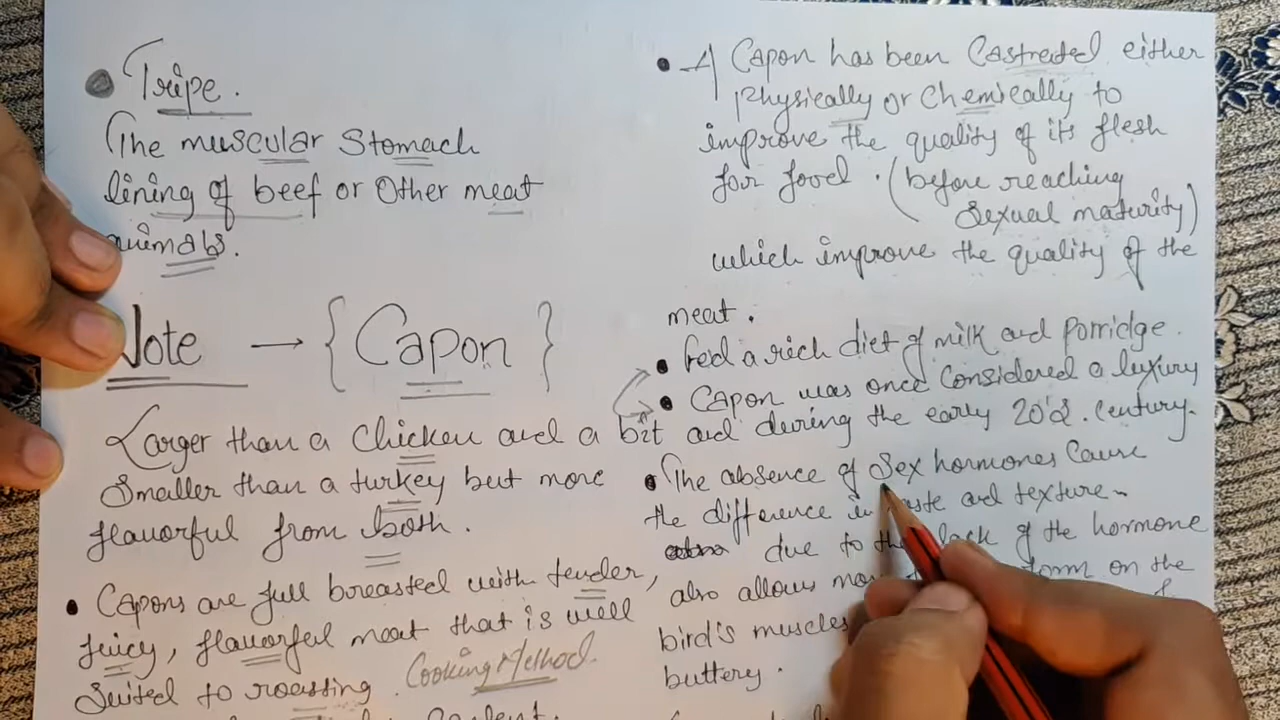 Tripe.
The muscular Stomach
lining of beef or Other meat
animals.
Note → { Capon }
Larger than a Chicken and a bit
Smaller than a turkey but more
flavorful from both.
• Capons are full breasted with tender,
juicy, flavorful meat that is well
Suited to roasting.
Cooking Method.
• A Capon has been Castrated either
Physically or Chemically to
improve the quality of its flesh
for food. (before reaching
Sexual maturity)
which improve the quality of the
meat.
• Fed a rich diet of milk and Porridge.
• Capon was once Considered a luxury
and during the early 20's. Century.
• The absence of Sex hormones Cause
the difference in taste and texture
due to the lack of the hormone
also allows form on the
bird's muscles
buttery.